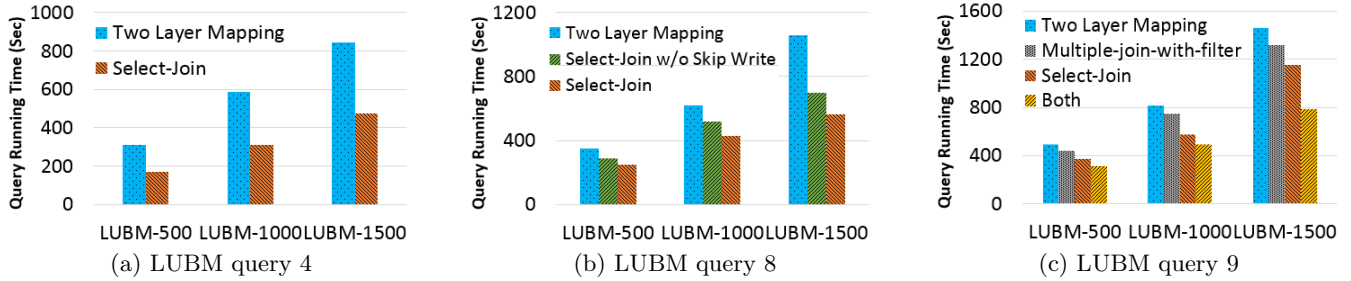 Query Running Time (Sec)
1000
800
600
400
200
0
Two Layer Mapping
Select-Join
LUBM-500 LUBM-1000 LUBM-1500
(a) LUBM query 4
Query Running Time (Sec)
1200
800
400
0
Two Layer Mapping
Select-Join w/o Skip Write
Select-Join
LUBM-500 LUBM-1000 LUBM-1500
(b) LUBM query 8
Query Running Time (Sec)
1600
1200
800
400
0
Two Layer Mapping
Multiple-join-with-filter
Select-Join
Both
LUBM-500 LUBM-1000 LUBM-1500
(c) LUBM query 9